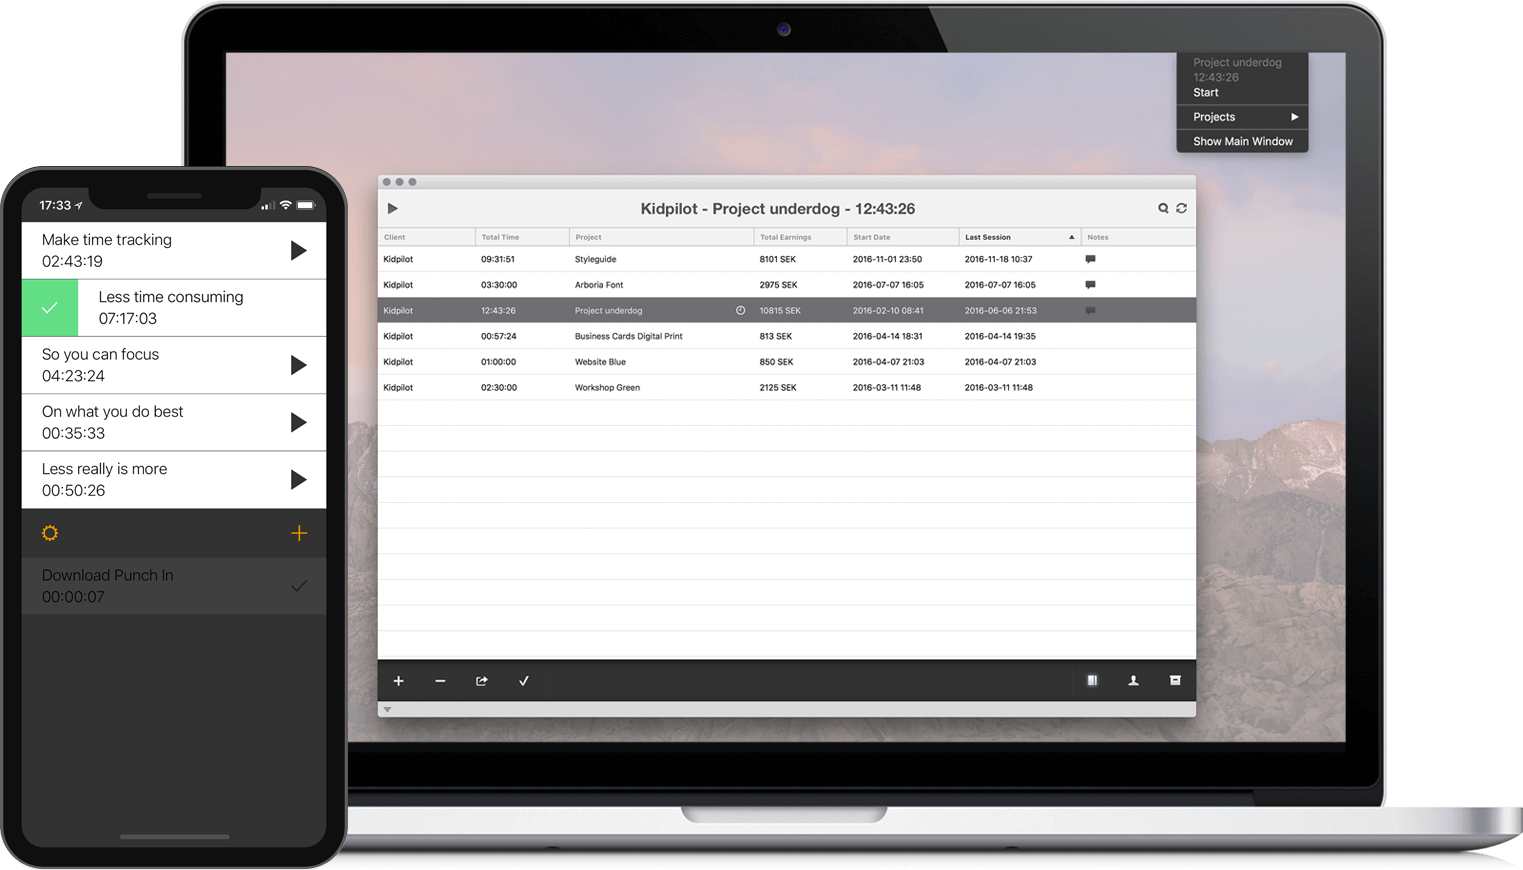 17:33
Make time tracking
02:43:19
Less time consuming
07:17:03
So you can focus
04:23:24
On what you do best
00:35:33
Less really is more
00:50:26
Download Punch In
00:00:07
Project underdog
12:43:26
Start
Projects
Show Main Window
Kidpilot - Project underdog - 12:43:26
Client Total Time Project Total Earnings Start Date Last Session Notes
Kidpilot 09:31:51 Styleguide 8101 SEK 2016-11-01 23:50 2016-11-18 10:37
Kidpilot 03:30:00 Arboria Font 2975 SEK 2016-07-07 16:05 2016-07-07 16:05
Kidpilot 12:43:26 Project underdog 10815 SEK 2016-02-10 08:41 2016-06-06 21:53
Kidpilot 00:57:24 Business Cards Digital Print 813 SEK 2016-04-14 18:31 2016-04-14 19:35
Kidpilot 01:00:00 Website Blue 850 SEK 2016-04-07 21:03 2016-04-07 21:03
Kidpilot 02:30:00 Workshop Green 2125 SEK 2016-03-11 11:48 2016-03-11 11:48